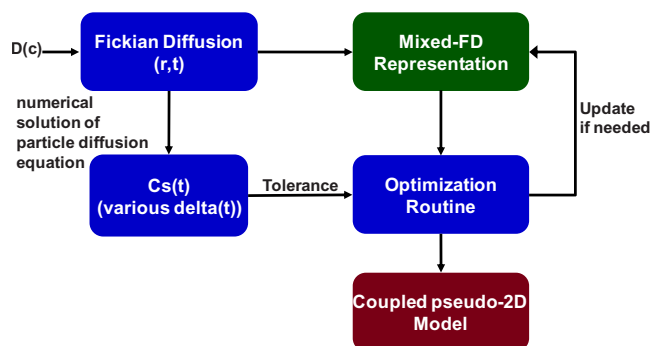 D(c)
Fickian Diffusion
(r,t)
Mixed-FD
Representation
numerical
solution of
particle diffusion
equation
Update
if needed
Cs(t)
(various delta(t))
Tolerance
Optimization
Routine
Coupled pseudo-2D
Model